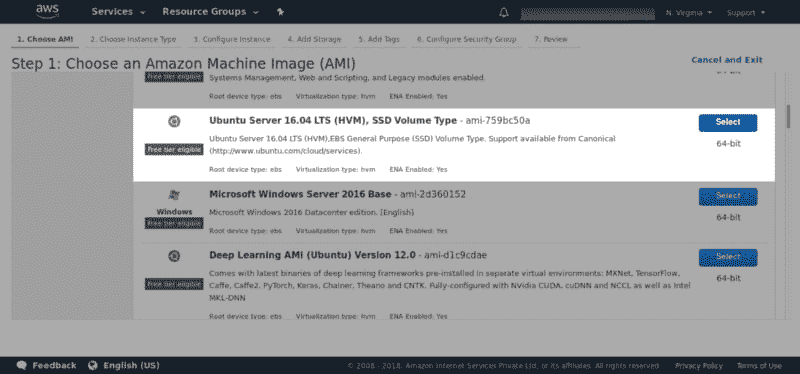 aws Services Resource Groups N. Virginia Support
1. Choose AMI 2. Choose Instance Type 3. Configure Instance 4. Add Storage 5. Add Tags 6. Configure Security Group 7. Review
Step 1: Choose an Amazon Machine Image (AMI) Cancel and Exit
Free tier eligible Systems Management, Web and Scripting, and Legacy modules enabled.
Root device type: ebs Virtualization type: hvm ENA Enabled: Yes
Ubuntu Server 16.04 LTS (HVM), SSD Volume Type - ami-759bc50a Select
Free tier eligible Ubuntu Server 16.04 LTS (HVM),EBS General Purpose (SSD) Volume Type. Support available from Canonical 64-bit
(http://www.ubuntu.com/cloud/services).
Root device type: ebs Virtualization type: hvm ENA Enabled: Yes
Microsoft Windows Server 2016 Base - ami-2d360152 Select
Windows Microsoft Windows 2016 Datacenter edition. [English] 64-bit
Free tier eligible
Root device type: ebs Virtualization type: hvm ENA Enabled: Yes
Deep Learning AMI (Ubuntu) Version 12.0 - ami-d1c9cdae Select
Free tier eligible Comes with latest binaries of deep learning frameworks pre-installed in separate virtual environments: MXNet, TensorFlow, 64-bit
Caffe, Caffe2, PyTorch, Keras, Chainer, Theano and CNTK. Fully-configured with NVidia CUDA, cuDNN and NCCL as well as Intel
MKL-DNN
Root device type: ebs Virtualization type: hvm ENA Enabled: Yes
Feedback English (US) © 2008 - 2018, Amazon Internet Services Private Ltd. or its affiliates. All rights reserved. Privacy Policy Terms of Use